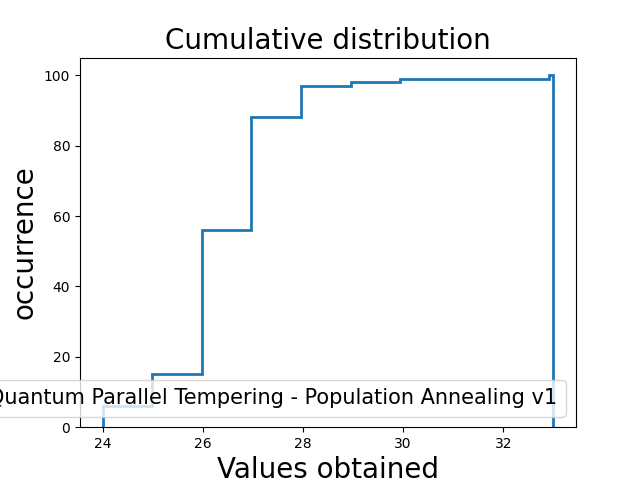 Cumulative distribution
100
80
60
40
20
0
occurrence
Quantum Parallel Tempering - Population Annealing v1
24 26 28 30 32
Values obtained